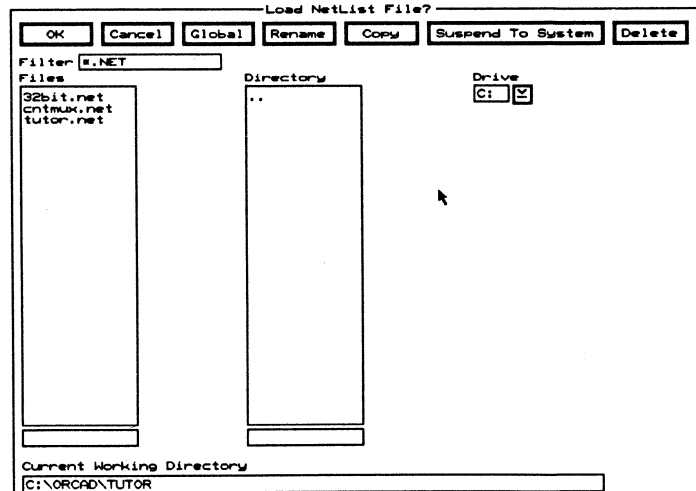 Load NetList File?
OK Cancel Global Rename Copy Suspend To System Delete
Filter *.NET
Files Directory Drive
32bit.net .. C:
cntmux.net
tutor.net
Current Working Directory
C:\ORCAD\TUTOR